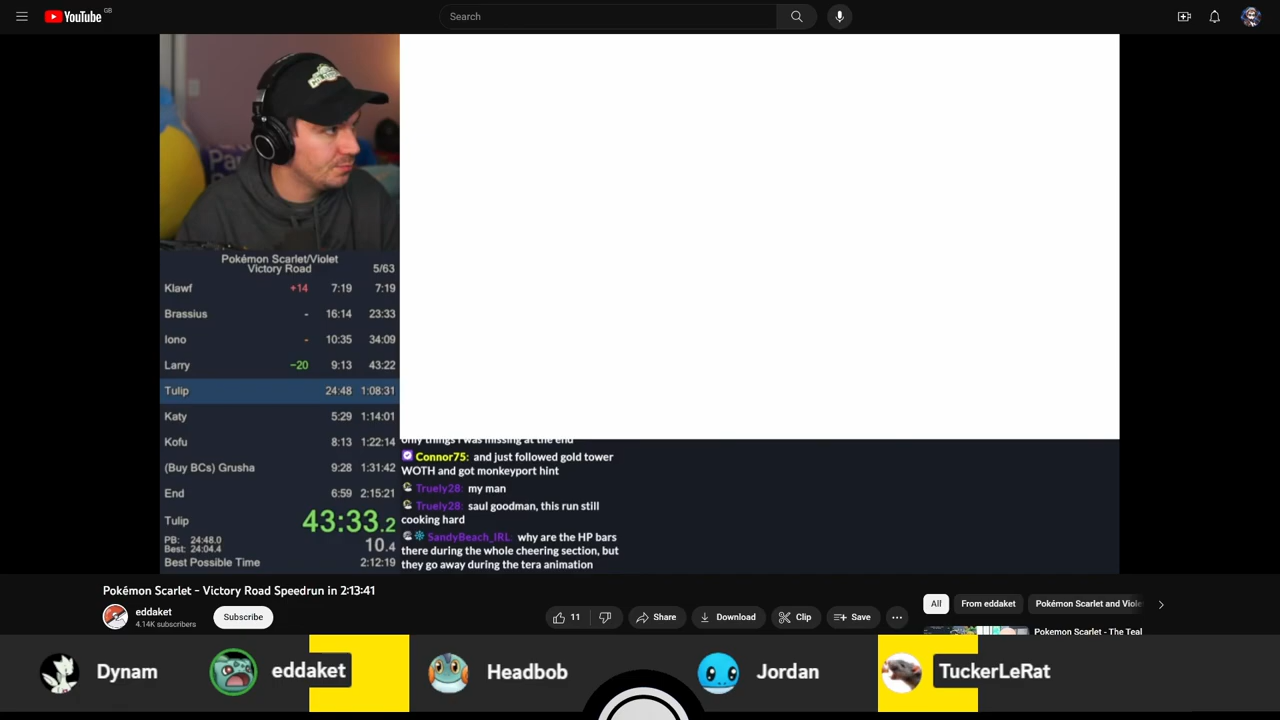 YouTube GB
Search
Pokémon Scarlet/Violet
Victory Road 5/63
Klawf +14 7:19 7:19
Brassius - 16:14 23:33
Iono - 10:35 34:09
Larry −20 9:13 43:22
Tulip 24:48 1:08:31
Katy 5:29 1:14:01
Kofu 8:13 1:22:14
(Buy BCs) Grusha 9:28 1:31:42
End 6:59 2:15:21
Tulip 43:33.2
PB: 24:48.0
Best: 24:04.4 10.4
Best Possible Time 2:12:19
only things I was missing at the end
Connor75: and just followed gold tower
WOTH and got monkeyport hint
Truely28: my man
Truely28: saul goodman, this run still
cooking hard
SandyBeach_IRL: why are the HP bars
there during the whole cheering section, but
they go away during the tera animation
Pokémon Scarlet - Victory Road Speedrun in 2:13:41
eddaket
4.14K subscribers
Subscribe
11
Share
Download
Clip
Save
All
From eddaket
Pokémon Scarlet and Viole
Pokemon Scarlet - The Teal
Dynam
eddaket
Headbob
Jordan
TuckerLeRat